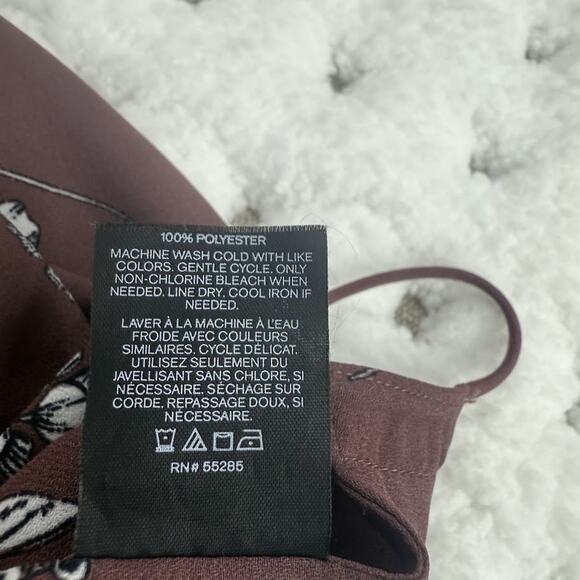 100% POLYESTER
MACHINE WASH COLD WITH LIKE
COLORS. GENTLE CYCLE. ONLY
NON-CHLORINE BLEACH WHEN
NEEDED. LINE DRY. COOL IRON IF
NEEDED.
LAVER À LA MACHINE À L'EAU
FROIDE AVEC COULEURS
SIMILAIRES. CYCLE DÉLICAT.
UTILISEZ SEULEMENT DU
JAVELLISANT SANS CHLORE, SI
NÉCESSAIRE. SÉCHAGE SUR
CORDE. REPASSAGE DOUX, SI
NÉCESSAIRE.
RN# 55285